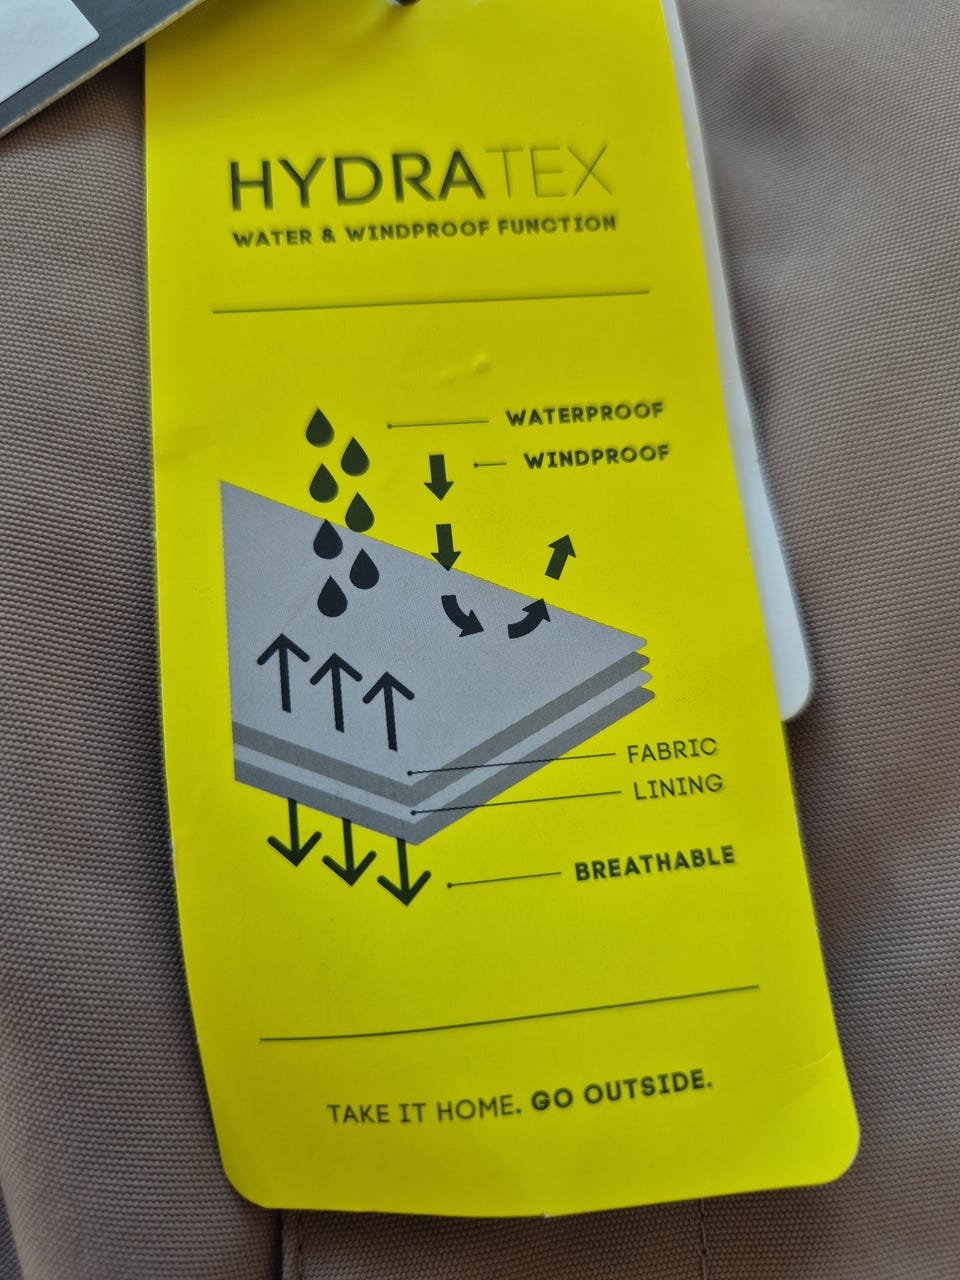 HYDRATEX
WATER & WINDPROOF FUNCTION
WATERPROOF
WINDPROOF
FABRIC
LINING
BREATHABLE
TAKE IT HOME. GO OUTSIDE.